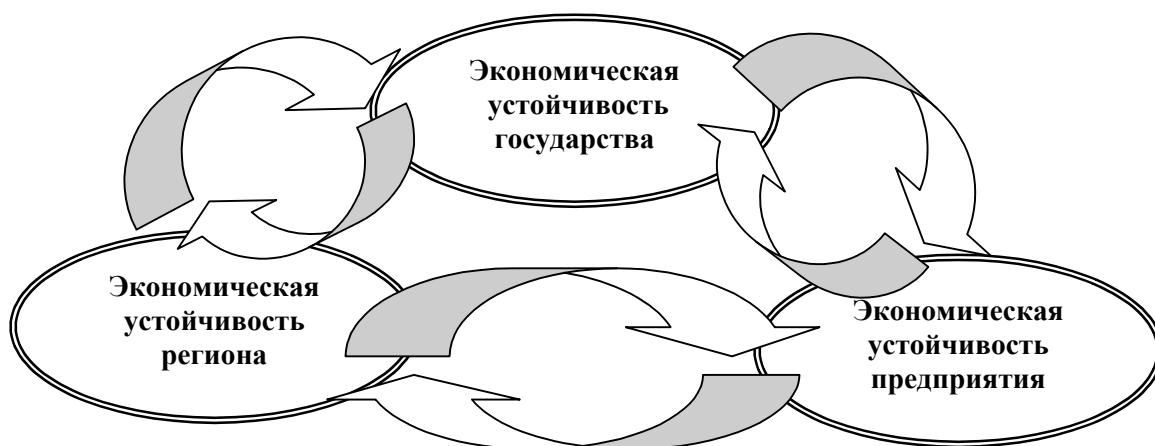 Экономическая
устойчивость
государства
Экономическая
устойчивость
региона
Экономическая
устойчивость
предприятия